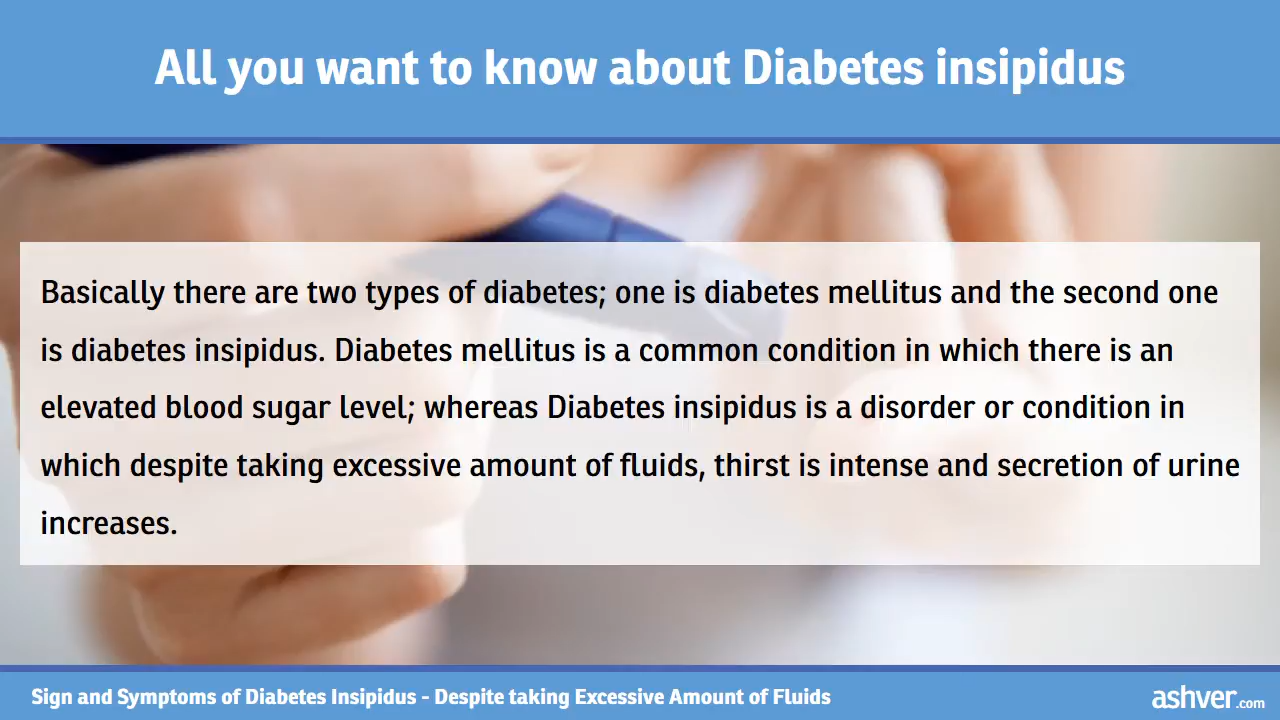 All you want to know about Diabetes insipidus
Basically there are two types of diabetes; one is diabetes mellitus and the second one
is diabetes insipidus. Diabetes mellitus is a common condition in which there is an
elevated blood sugar level; whereas Diabetes insipidus is a disorder or condition in
which despite taking excessive amount of fluids, thirst is intense and secretion of urine
increases.
Sign and Symptoms of Diabetes Insipidus - Despite taking Excessive Amount of Fluids
ashver.com